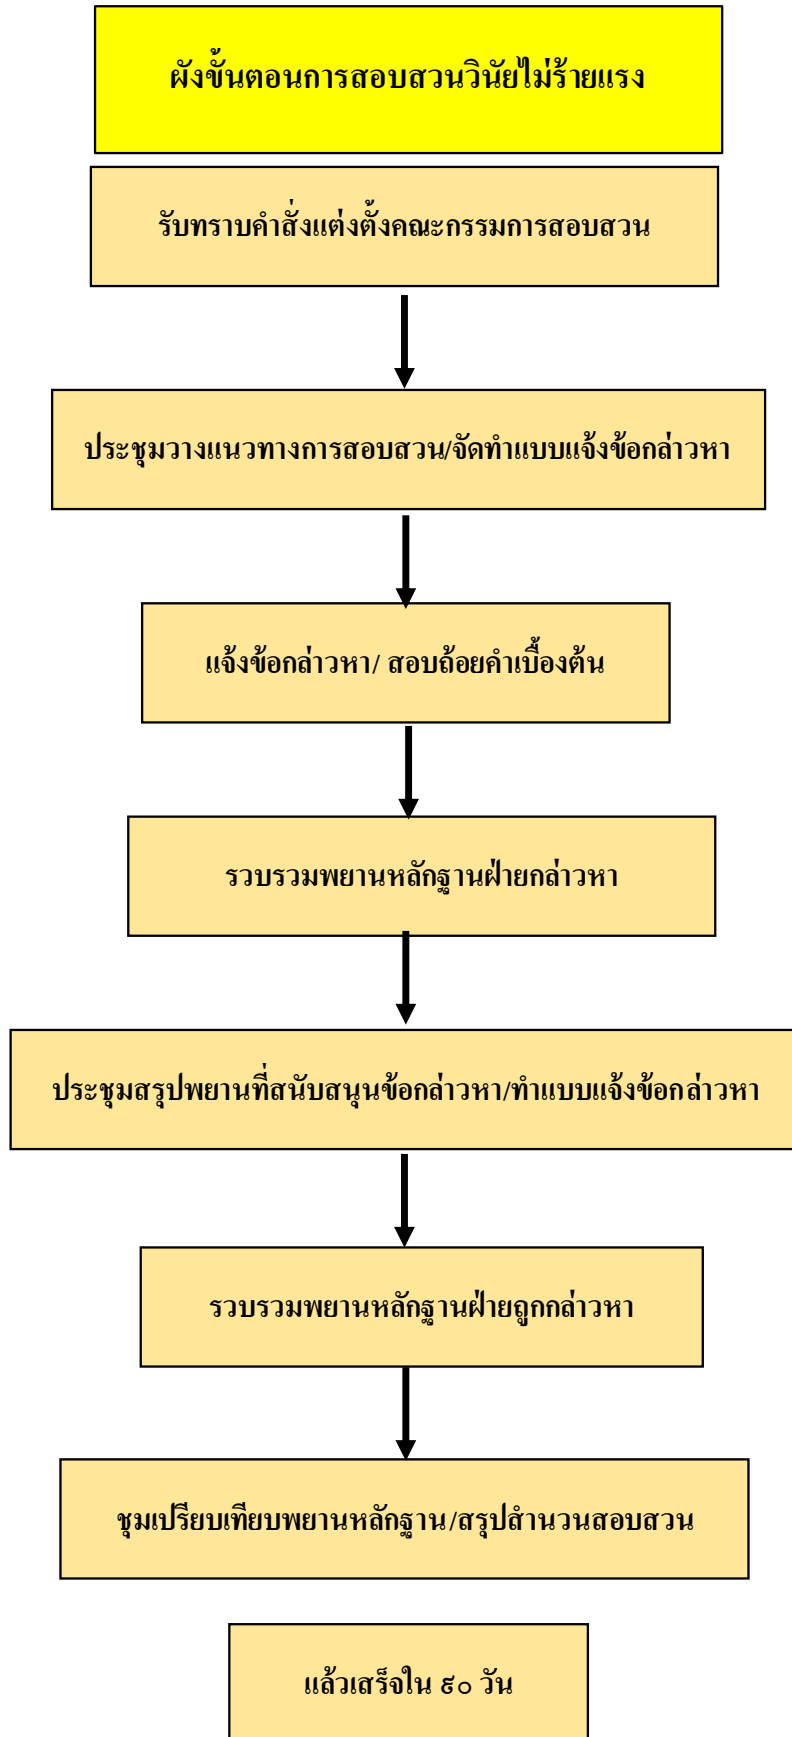 ผังขั้นตอนการสอบสวนวินัยไม่ร้ายแรง
รับทราบคำสั่งแต่งตั้งคณะกรรมการสอบสวน
ประชุมวางแนวทางการสอบสวน/จัดทำแบบแจ้งข้อกล่าวหา
แจ้งข้อกล่าวหา/ สอบถ้อยคำเบื้องต้น
รวบรวมพยานหลักฐานฝ่ายกล่าวหา
ประชุมสรุปพยานที่สนับสนุนข้อกล่าวหา/ทำแบบแจ้งข้อกล่าวหา
รวบรวมพยานหลักฐานฝ่ายถูกกล่าวหา
ชุมเปรียบเทียบพยานหลักฐาน/สรุปสำนวนสอบสวน
แล้วเสร็จใน ๙๐ วัน